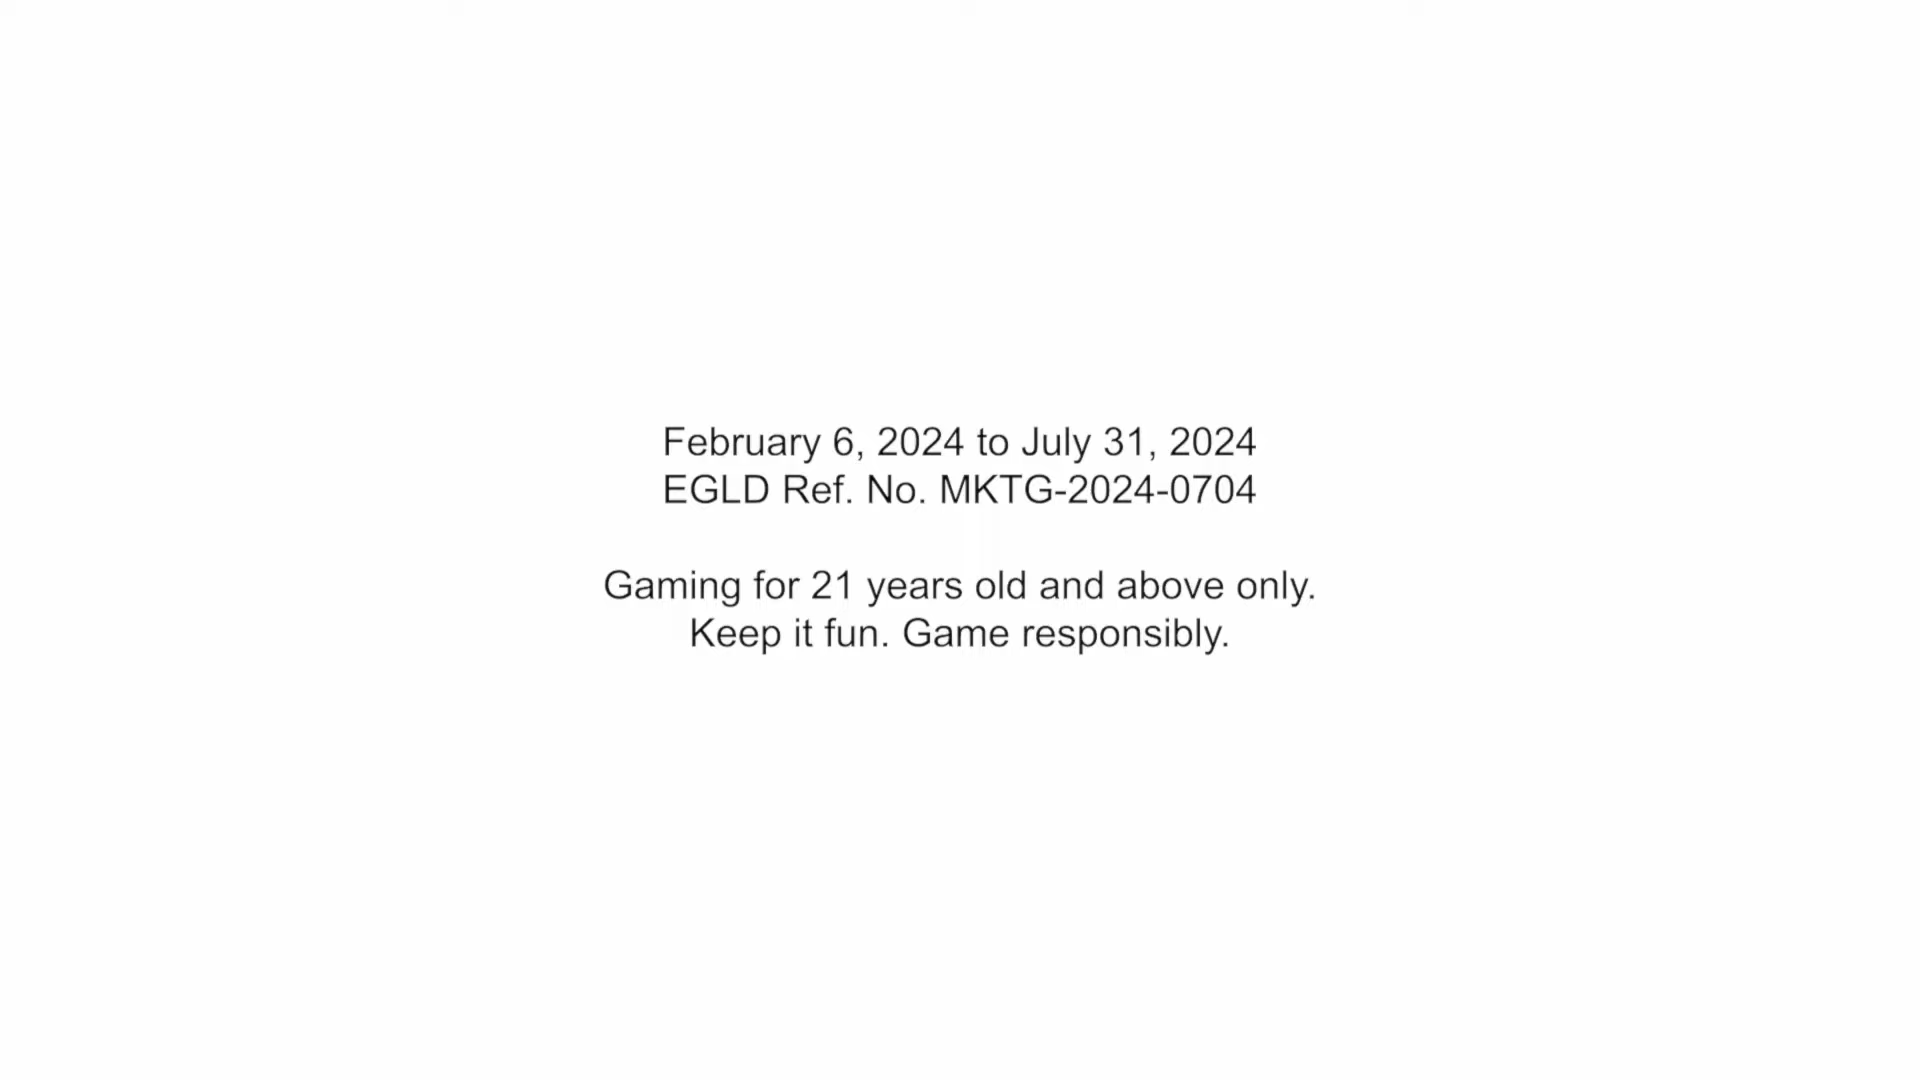 February 6, 2024 to July 31, 2024
EGLD Ref. No. MKTG-2024-0704
Gaming for 21 years old and above only.
Keep it fun. Game responsibly.